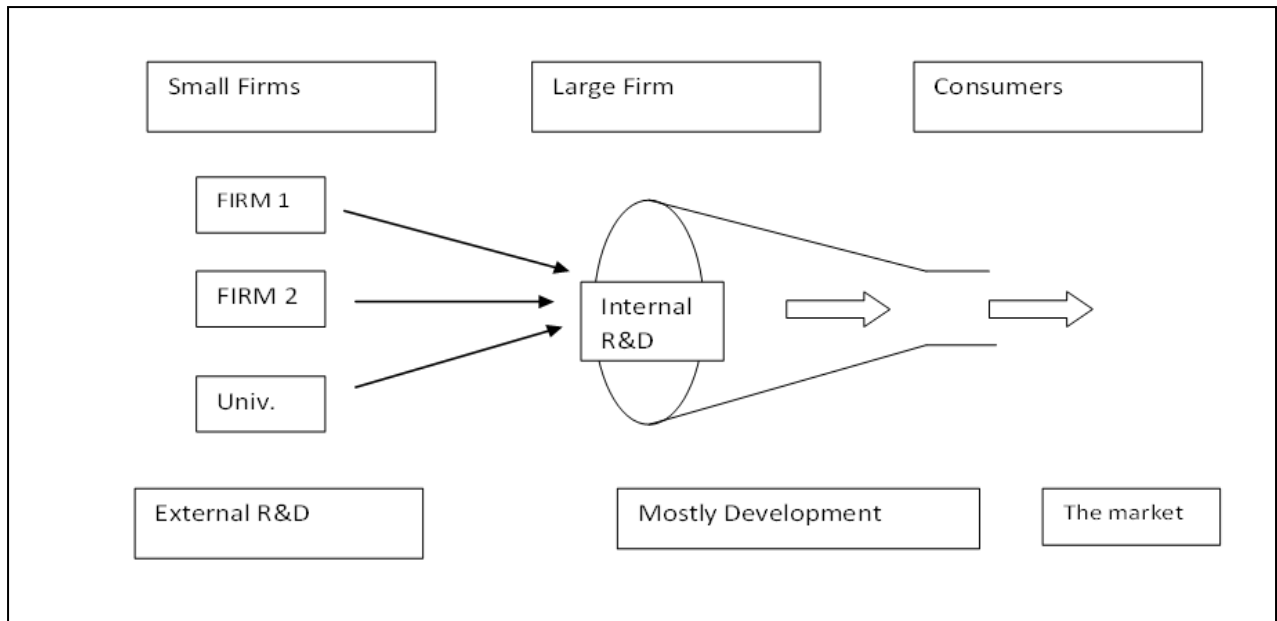 Small Firms
Large Firm
Consumers
FIRM 1
FIRM 2
Internal
R&D
Univ.
External R&D
Mostly Development
The market